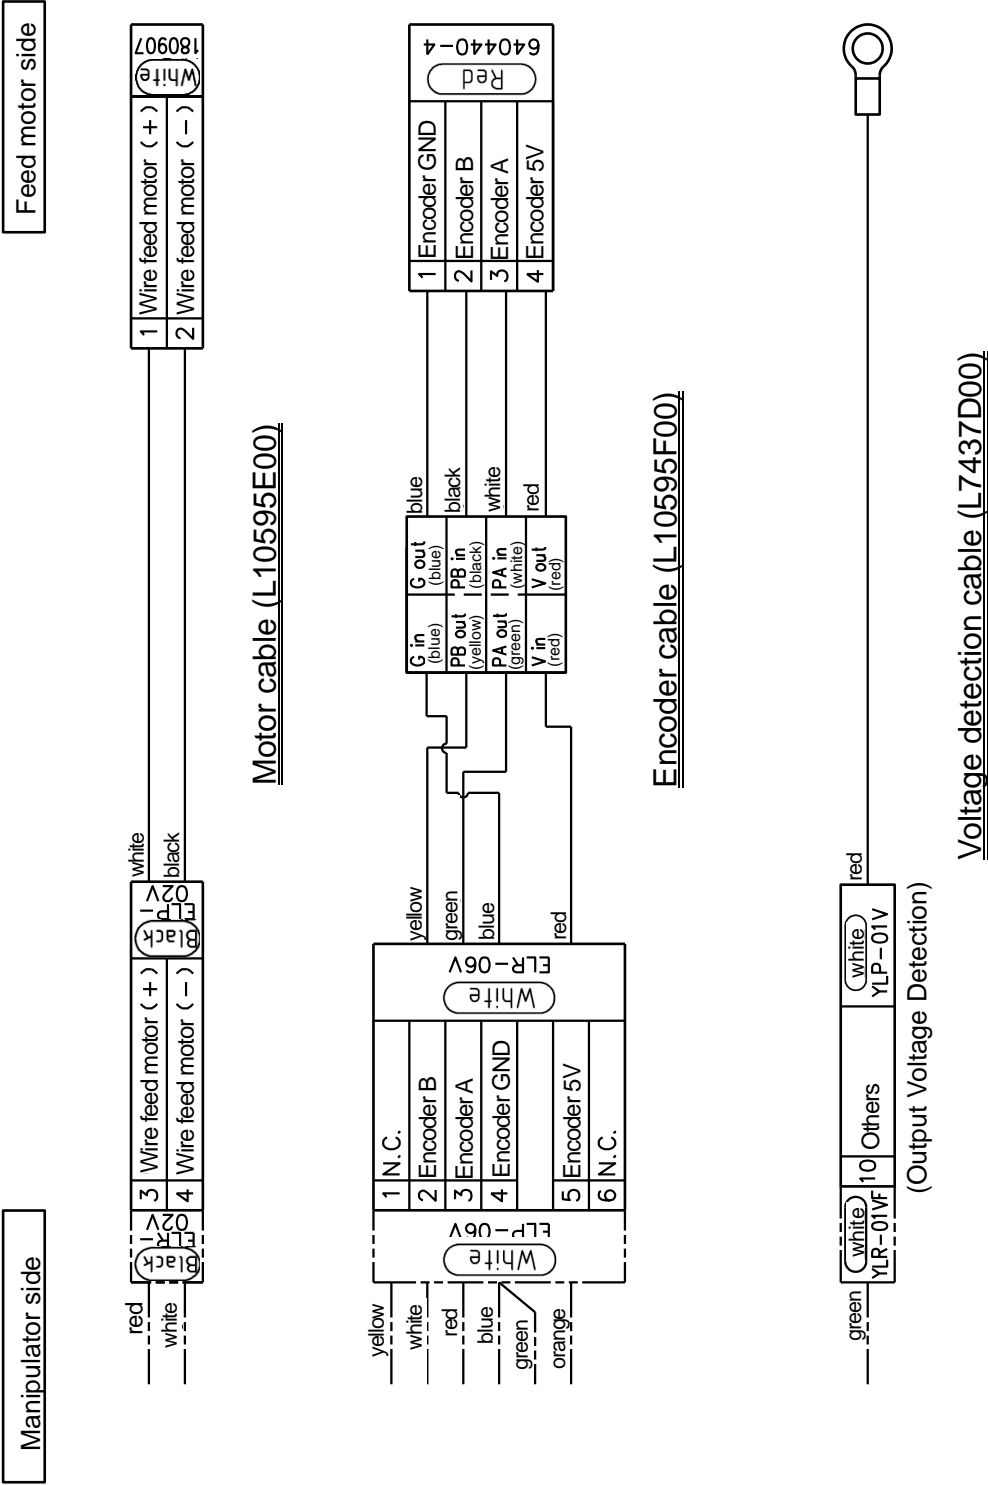 Manipulator side
Feed motor side
red
white
Black
ELR-02V
3 Wire feed motor (+)
4 Wire feed motor (-)
Black
ELP-02V
white
black
1 Wire feed motor (+)
2 Wire feed motor (-)
White
180907
Motor cable (L10595E00)
yellow
white
red
blue
green
orange
White
ELP-06V
1 N.C.
2 Encoder B
3 Encoder A
4 Encoder GND
5 Encoder 5V
6 N.C.
White
ELR-06V
yellow
green
blue
red
G in
(blue)
G out
(blue)
PB out
(yellow)
PB in
(black)
PA out
(green)
PA in
(white)
V in
(red)
V out
(red)
blue
black
white
red
1 Encoder GND
2 Encoder B
3 Encoder A
4 Encoder 5V
Red
640440-4
Encoder cable (L10595F00)
green
white
YLR-01VF
10 Others
white
YLP-01V
red
(Output Voltage Detection)
Voltage detection cable (L7437D00)